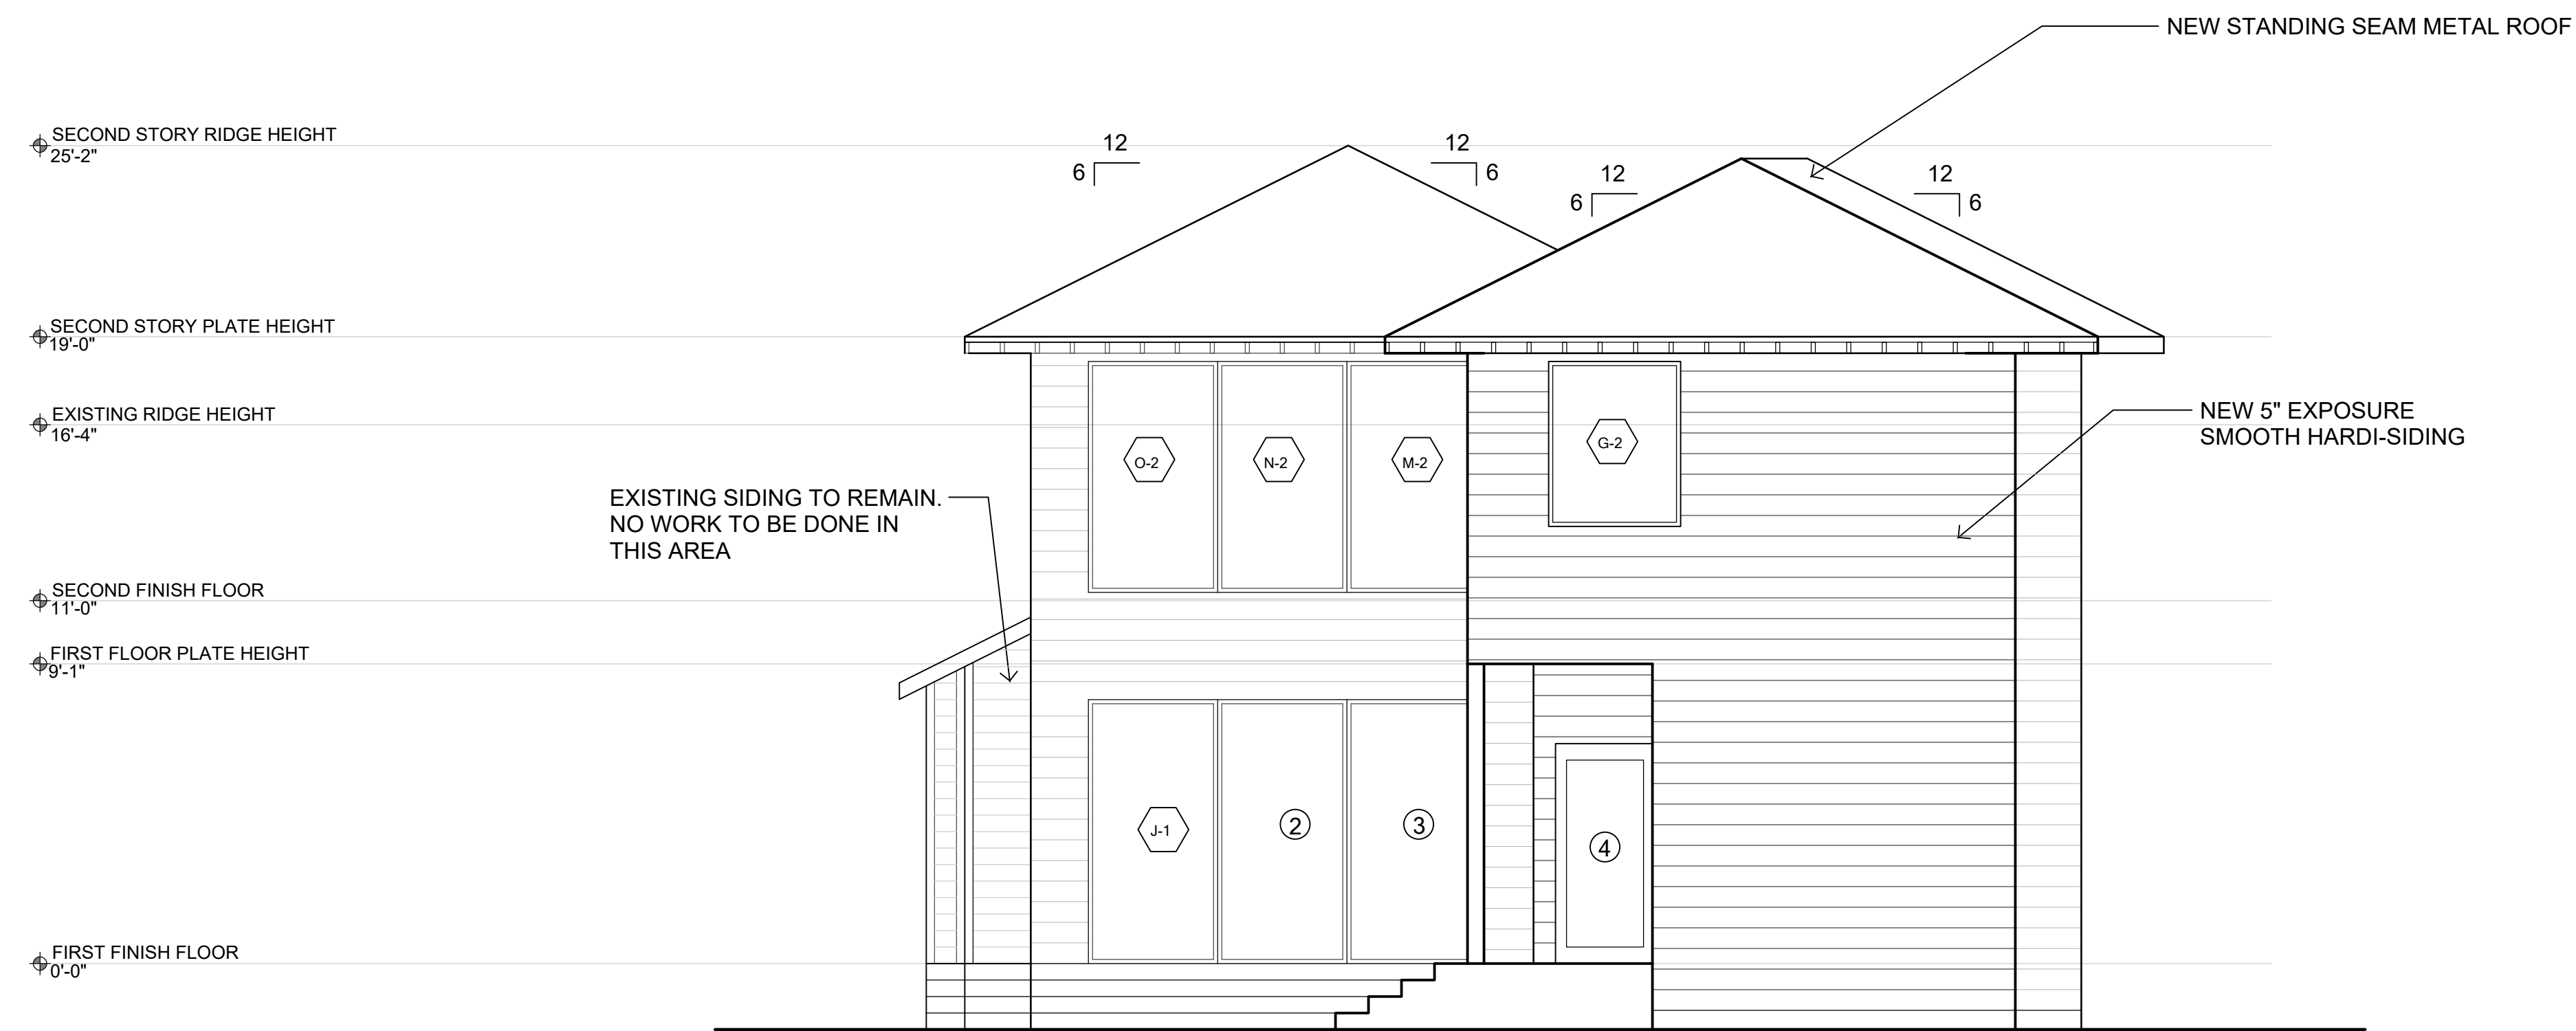 NEW STANDING SEAM METAL ROOF
SECOND STORY RIDGE HEIGHT
25'-2"
12
6
12
6
12
6
12
6
SECOND STORY PLATE HEIGHT
19'-0"
EXISTING RIDGE HEIGHT
16'-4"
NEW 5" EXPOSURE
SMOOTH HARDI-SIDING
O-2
N-2
M-2
G-2
EXISTING SIDING TO REMAIN.
NO WORK TO BE DONE IN
THIS AREA
SECOND FINISH FLOOR
11'-0"
FIRST FLOOR PLATE HEIGHT
9'-1"
J-1
2
3
4
FIRST FINISH FLOOR
0'-0"